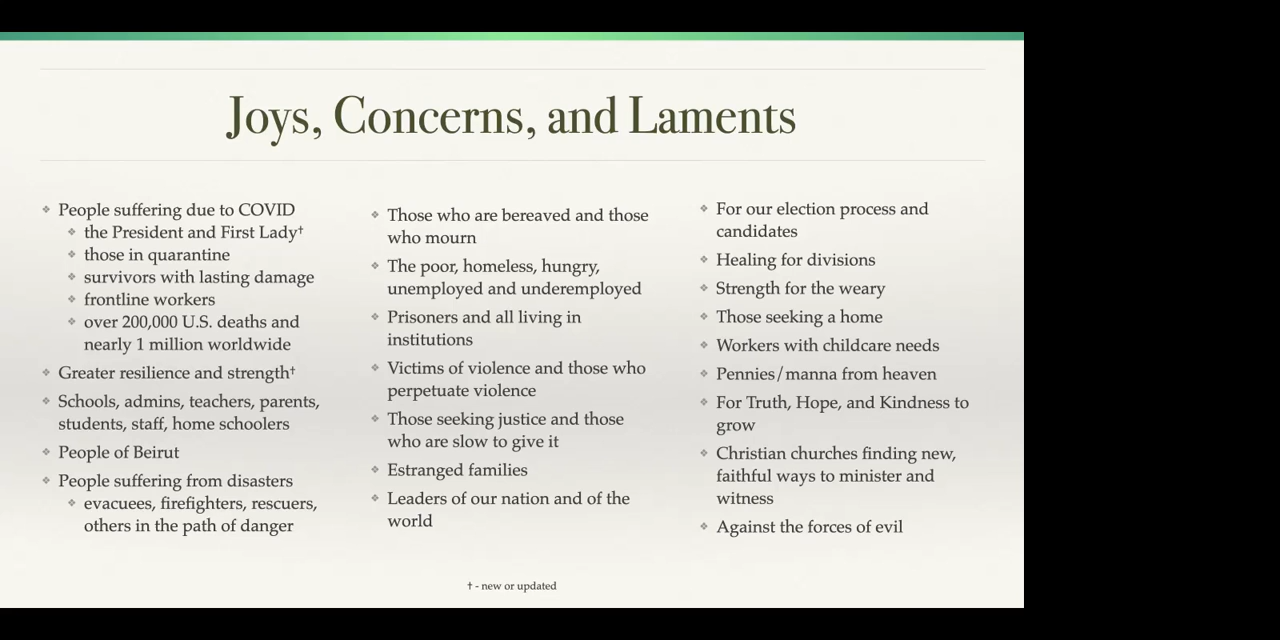 Joys, Concerns, and Laments
❖ People suffering due to COVID
❖ the President and First Lady†
❖ those in quarantine
❖ survivors with lasting damage
❖ frontline workers
❖ over 200,000 U.S. deaths and
nearly 1 million worldwide
❖ Greater resilience and strength†
❖ Schools, admins, teachers, parents,
students, staff, home schoolers
❖ People of Beirut
❖ People suffering from disasters
❖ evacuees, firefighters, rescuers,
others in the path of danger
❖ Those who are bereaved and those
who mourn
❖ The poor, homeless, hungry,
unemployed and underemployed
❖ Prisoners and all living in
institutions
❖ Victims of violence and those who
perpetuate violence
❖ Those seeking justice and those
who are slow to give it
❖ Estranged families
❖ Leaders of our nation and of the
world
❖ For our election process and
candidates
❖ Healing for divisions
❖ Strength for the weary
❖ Those seeking a home
❖ Workers with childcare needs
❖ Pennies/manna from heaven
❖ For Truth, Hope, and Kindness to
grow
❖ Christian churches finding new,
faithful ways to minister and
witness
❖ Against the forces of evil
† - new or updated